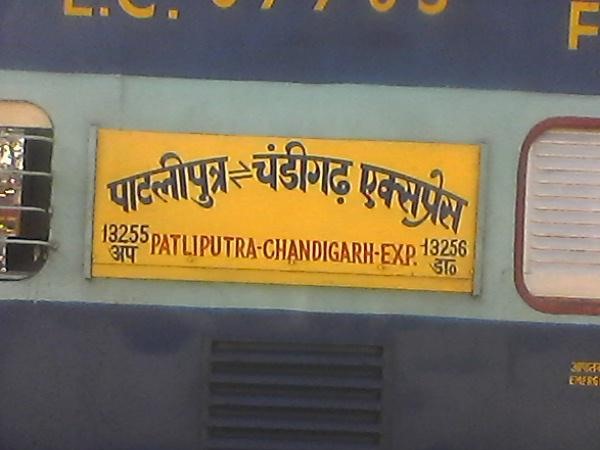 पाटलीपुत्र ⇌ चंडीगढ़ एक्सप्रेस
13255 अप PATLIPUTRA-CHANDIGARH-EXP. 13256 डा०